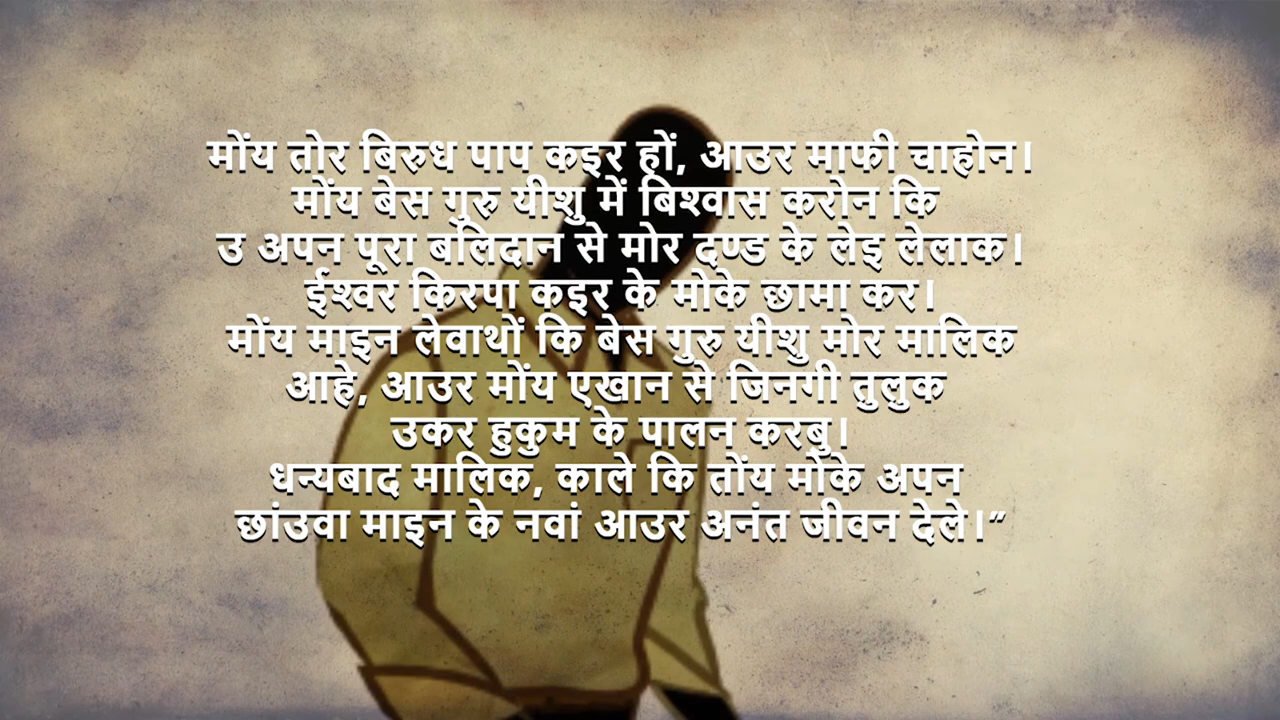 मोंय तोर बिरुध पाप कइर हों, आउर माफी चाहोन।
मोंय बेस गुरु यीशु में बिश्वास करोन कि
उ अपन पूरा बलिदान से मोर दण्ड के लेइ लेलाक।
ईश्वर किरपा कइर के मोके छामा कर।
मोंय माइन लेवाथों कि बेस गुरु यीशु मोर मालिक
आहे, आउर मोंय एखान से जिनगी तुलुक
उकर हुकुम के पालन करबु।
धन्यबाद मालिक, काले कि तोंय मोके अपन
छांउवा माइन के नवां आउर अनंत जीवन देले।”